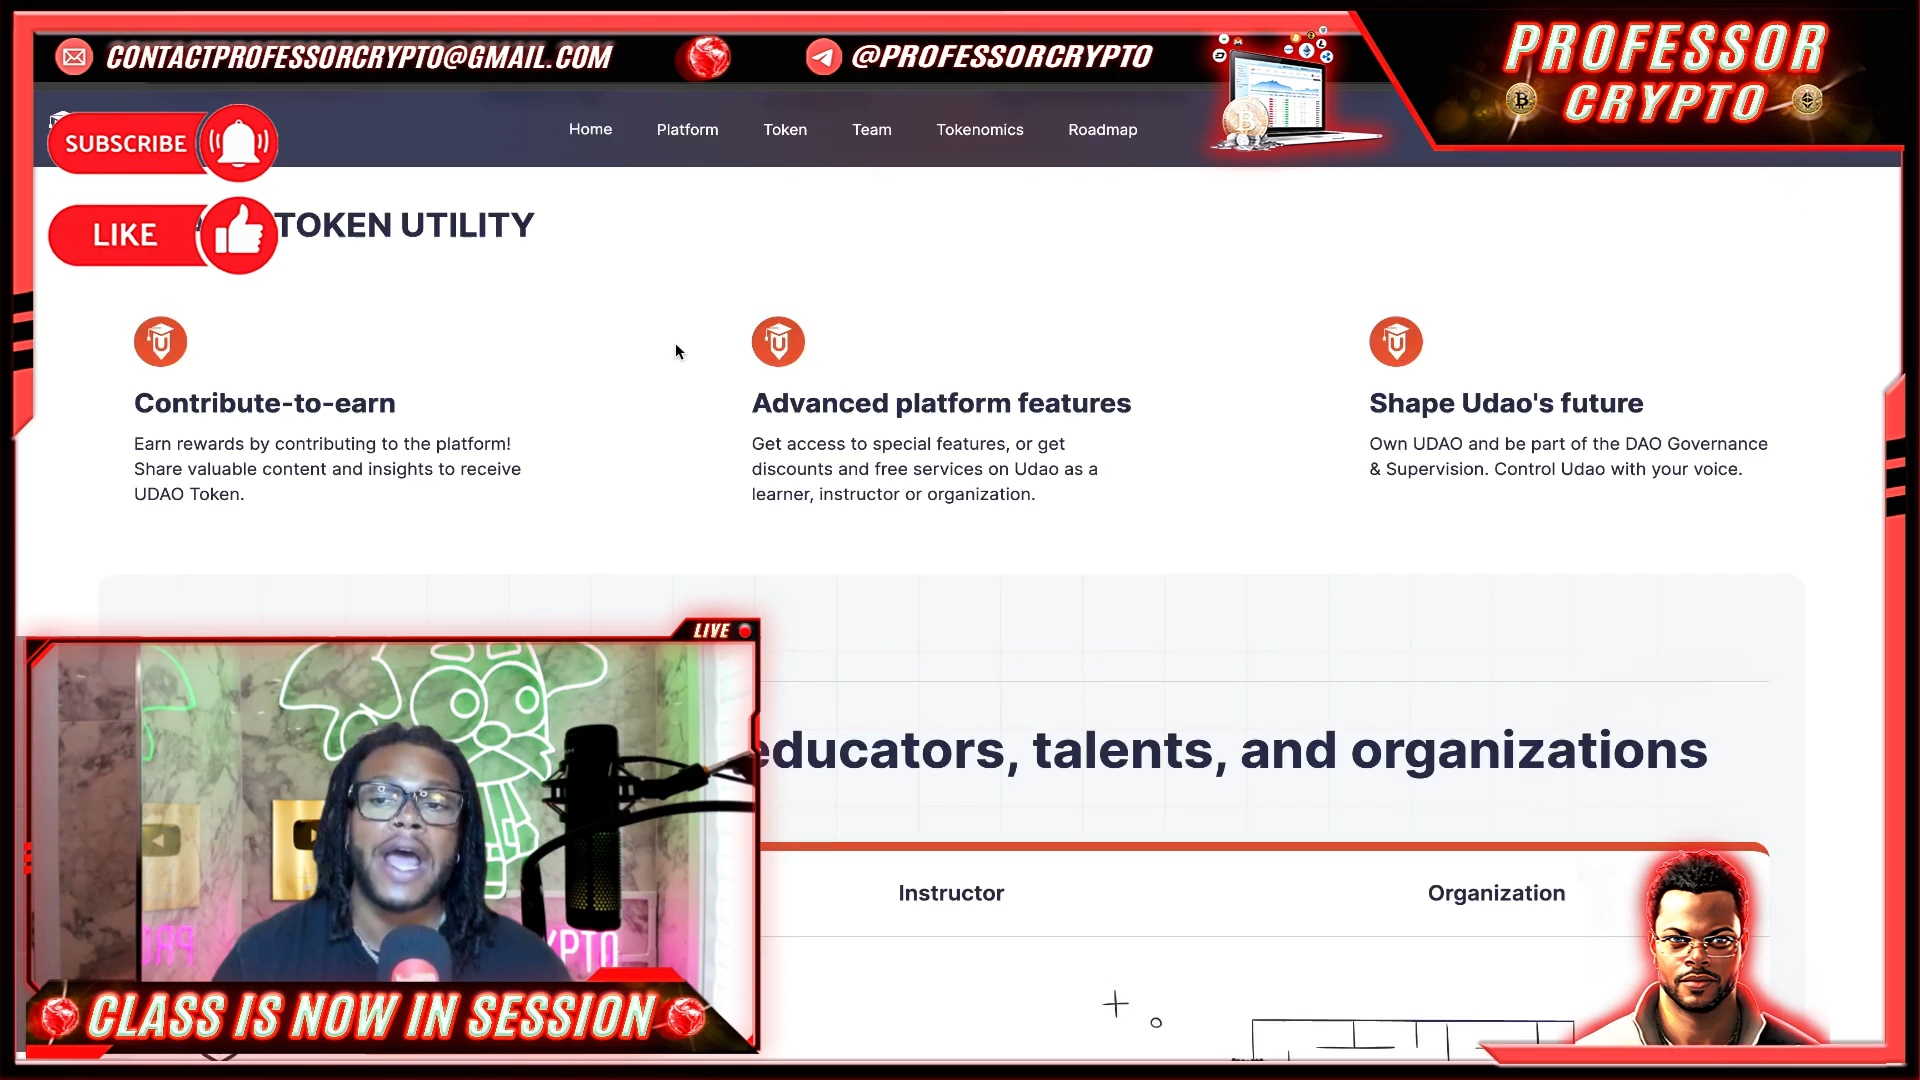 CONTACTPROFESSORCRYPTO@GMAIL.COM
@PROFESSORCRYPTO
PROFESSOR
CRYPTO
Home
Platform
Token
Team
Tokenomics
Roadmap
SUBSCRIBE
LIKE
TOKEN UTILITY
Contribute-to-earn
Earn rewards by contributing to the platform!
Share valuable content and insights to receive
UDAO Token.
Advanced platform features
Get access to special features, or get
discounts and free services on Udao as a
learner, instructor or organization.
Shape Udao's future
Own UDAO and be part of the DAO Governance
& Supervision. Control Udao with your voice.
LIVE
educators, talents, and organizations
Instructor
Organization
YPTO
CLASS IS NOW IN SESSION